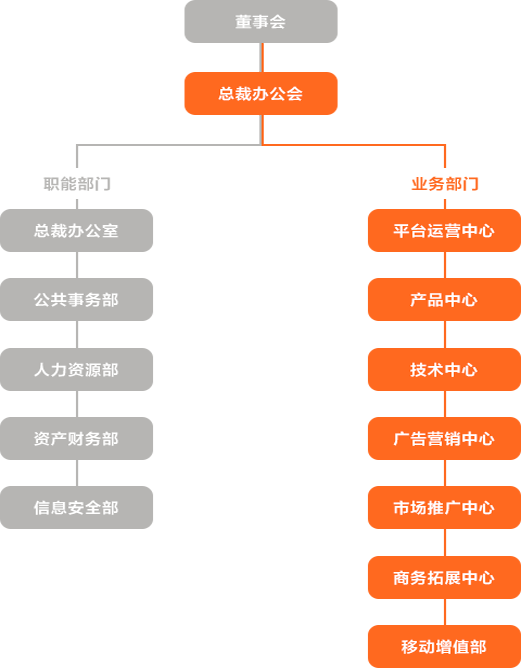 董事会
总裁办公会
职能部门
总裁办公室
公共事务部
人力资源部
资产财务部
信息安全部
业务部门
平台运营中心
产品中心
技术中心
广告营销中心
市场推广中心
商务拓展中心
移动增值部